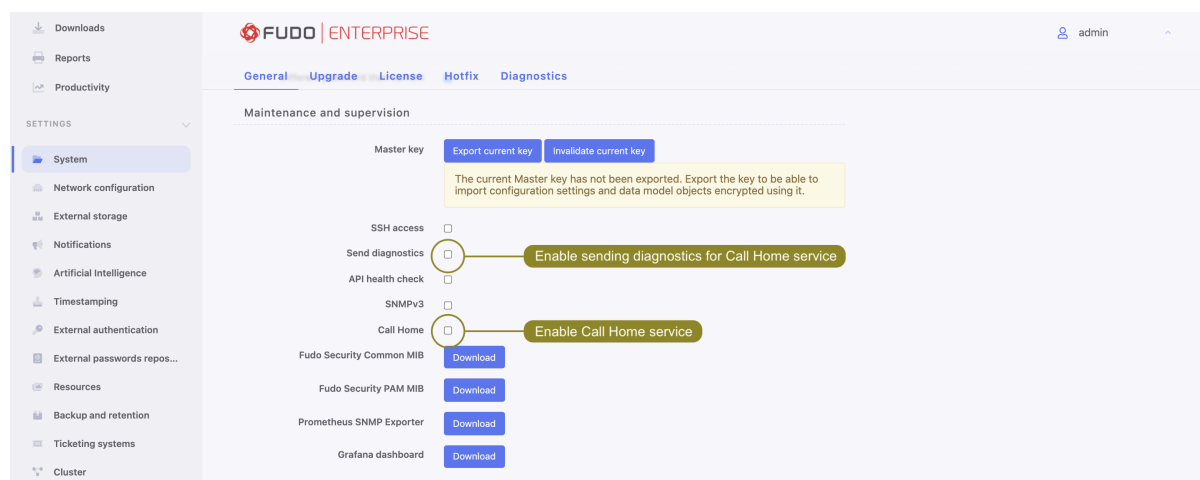 Downloads
Reports
Productivity
SETTINGS
System
Network configuration
External storage
Notifications
Artificial Intelligence
Timestamping
External authentication
External passwords repos...
Resources
Backup and retention
Ticketing systems
Cluster
FUDO | ENTERPRISE
admin
General Upgrade License Hotfix Diagnostics
Maintenance and supervision
Master key Export current key Invalidate current key
The current Master key has not been exported. Export the key to be able to
import configuration settings and data model objects encrypted using it.
SSH access
Send diagnostics Enable sending diagnostics for Call Home service
API health check
SNMPv3
Call Home Enable Call Home service
Fudo Security Common MIB Download
Fudo Security PAM MIB Download
Prometheus SNMP Exporter Download
Grafana dashboard Download